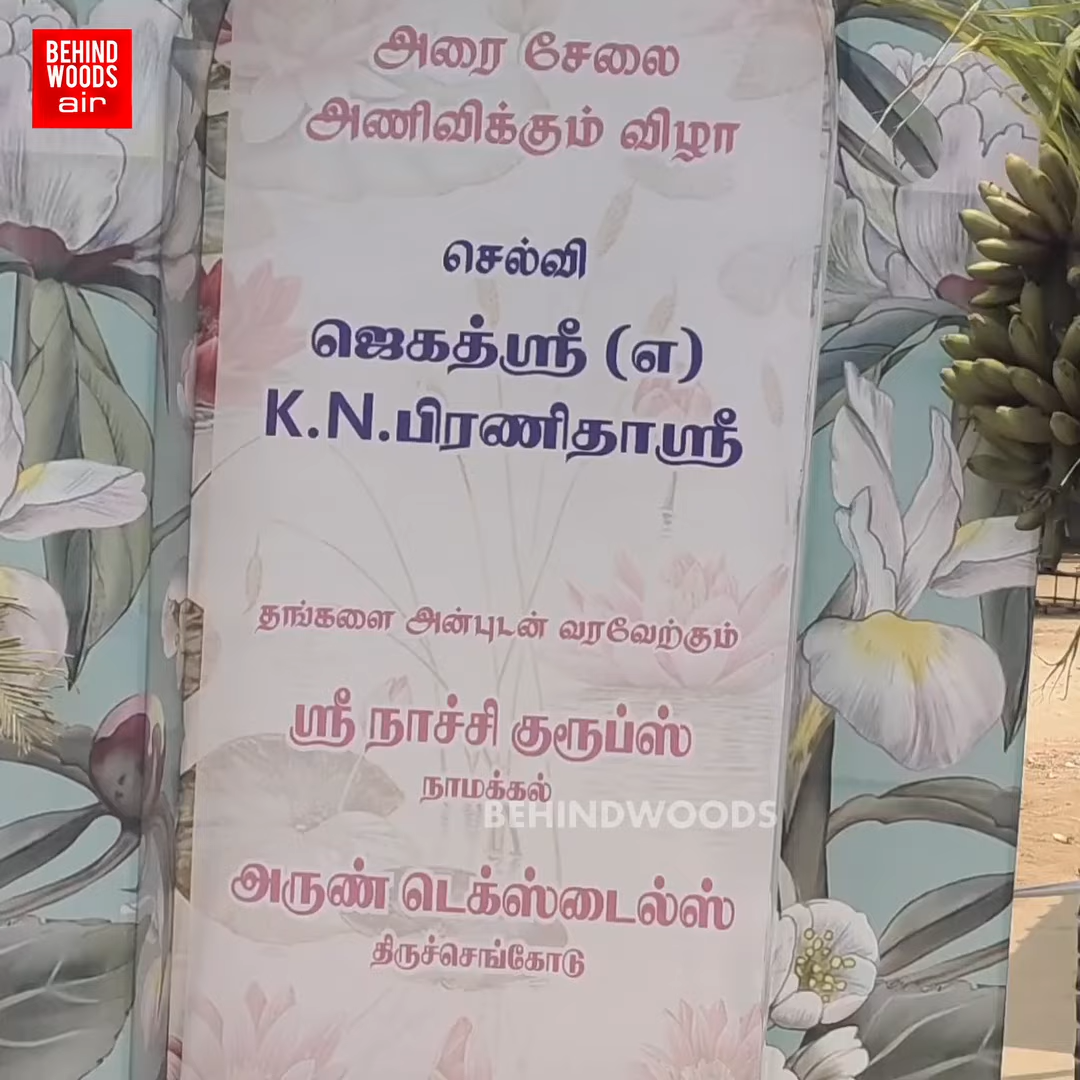 BEHIND
WOODS
air
அரை சேலை
அணிவிக்கும் விழா
செல்வி
ஜெகத்ஸ்ரீ (எ)
K.N.பிரணிதாஸ்ரீ
தங்களை அன்புடன் வரவேற்கும்
ஸ்ரீ நாச்சி குரூப்ஸ்
நாமக்கல்
BEHINDWOODS
அருண் டெக்ஸ்டைல்ஸ்
திருச்செங்கோடு